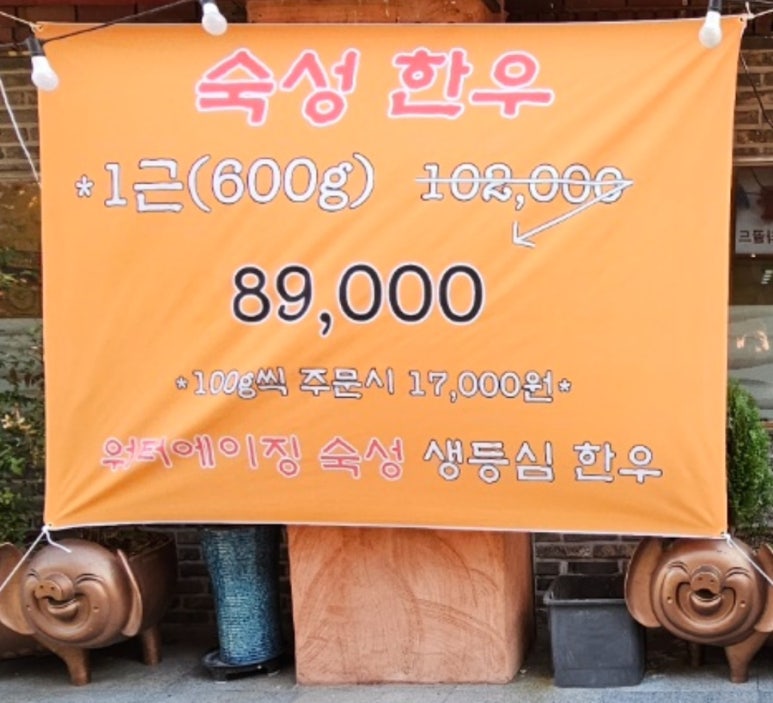 숙성 한우
*1근(600g) 102,000
89,000
*100g씩 주문시 17,000원*
워터에이징 숙성 생등심 한우